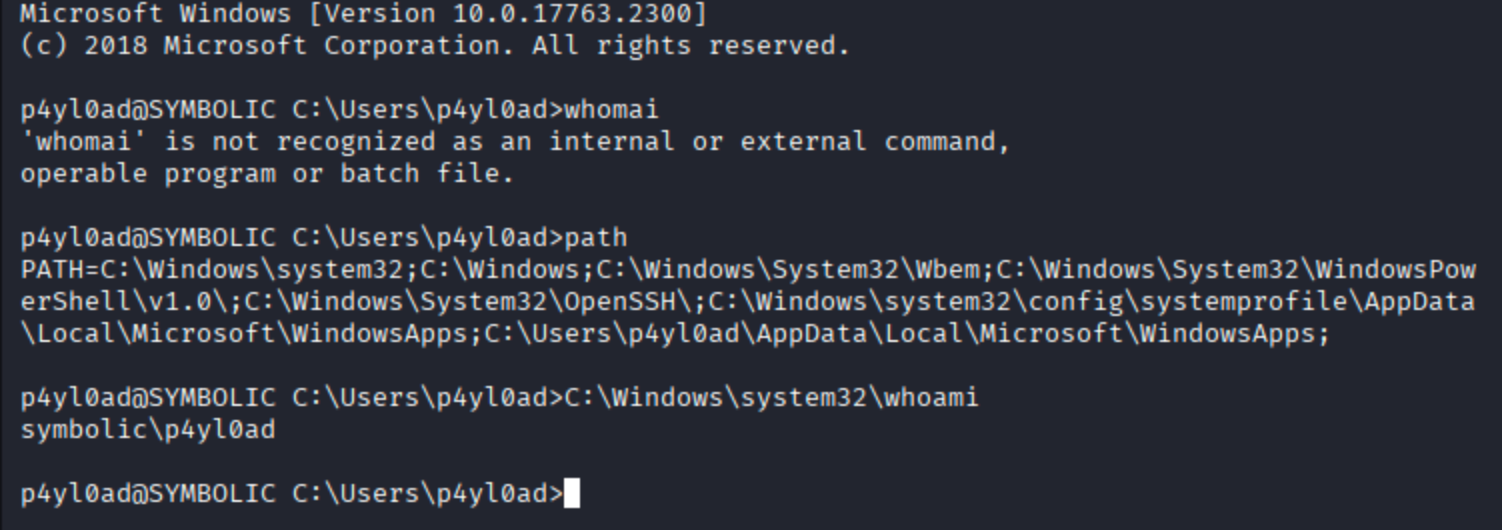 Microsoft Windows [Version 10.0.17763.2300]
(c) 2018 Microsoft Corporation. All rights reserved.
p4yl0ad@SYMBOLIC C:\Users\p4yl0ad>whomai
'whomai' is not recognized as an internal or external command,
operable program or batch file.
p4yl0ad@SYMBOLIC C:\Users\p4yl0ad>path
PATH=C:\Windows\system32;C:\Windows;C:\Windows\System32\Wbem;C:\Windows\System32\WindowsPow
erShell\v1.0\;C:\Windows\System32\OpenSSH\;C:\Windows\system32\config\systemprofile\AppData
\Local\Microsoft\WindowsApps;C:\Users\p4yl0ad\AppData\Local\Microsoft\WindowsApps;
p4yl0ad@SYMBOLIC C:\Users\p4yl0ad>C:\Windows\system32\whoami
symbolic\p4yl0ad
p4yl0ad@SYMBOLIC C:\Users\p4yl0ad>